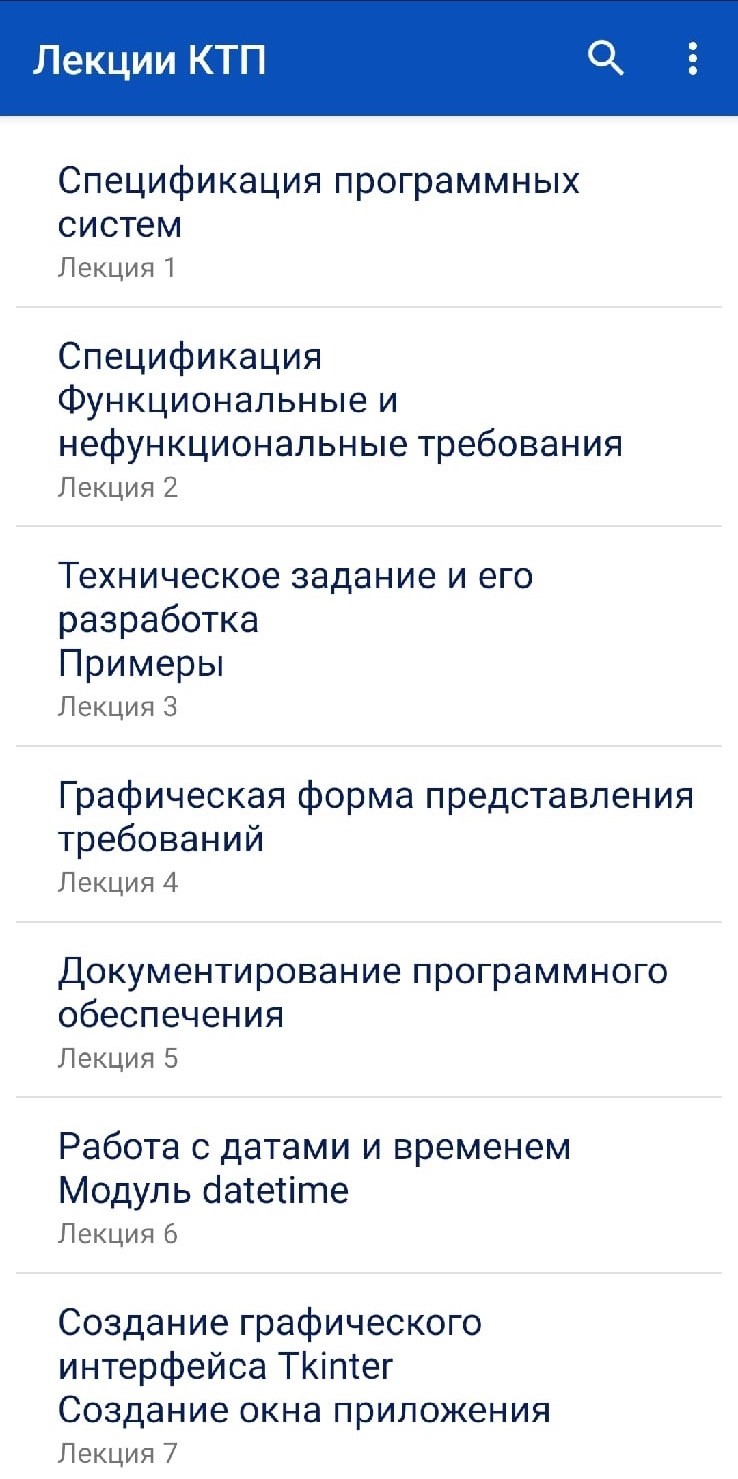 Лекции КТП
Спецификация программных
систем
Лекция 1
Спецификация
Функциональные и
нефункциональные требования
Лекция 2
Техническое задание и его
разработка
Примеры
Лекция 3
Графическая форма представления
требований
Лекция 4
Документирование программного
обеспечения
Лекция 5
Работа с датами и временем
Модуль datetime
Лекция 6
Создание графического
интерфейса Tkinter
Создание окна приложения
Лекция 7